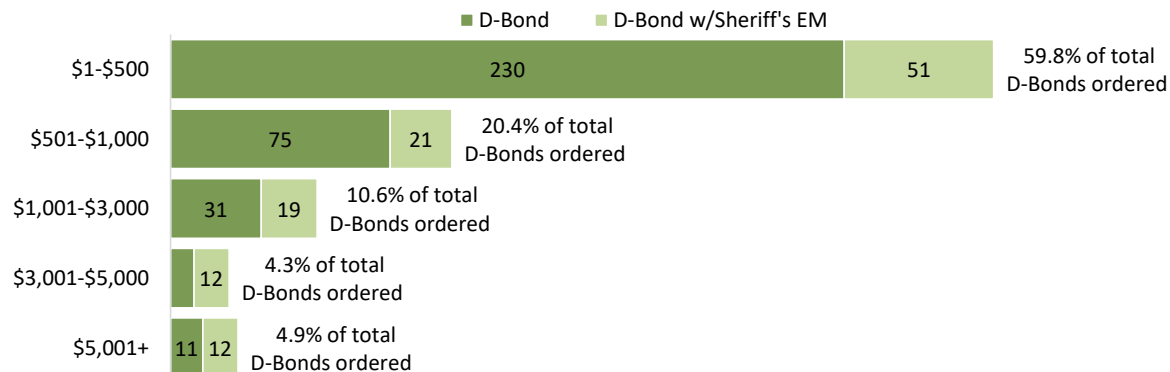 D-Bond D-Bond w/Sheriff's EM
$1-$500 230 51 59.8% of total
D-Bonds ordered
$501-$1,000 75 21 20.4% of total
D-Bonds ordered
$1,001-$3,000 31 19 10.6% of total
D-Bonds ordered
$3,001-$5,000 12 4.3% of total
D-Bonds ordered
$5,001+ 11 12 4.9% of total
D-Bonds ordered